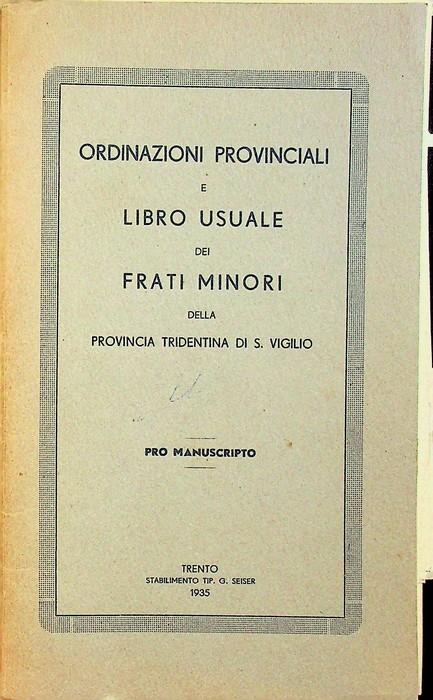 ORDINAZIONI PROVINCIALI
E
LIBRO USUALE
DEI
FRATI MINORI
DELLA
PROVINCIA TRIDENTINA DI S. VIGILIO
PRO MANUSCRIPTO
TRENTO
STABILIMENTO TIP. G. SEISER
1935